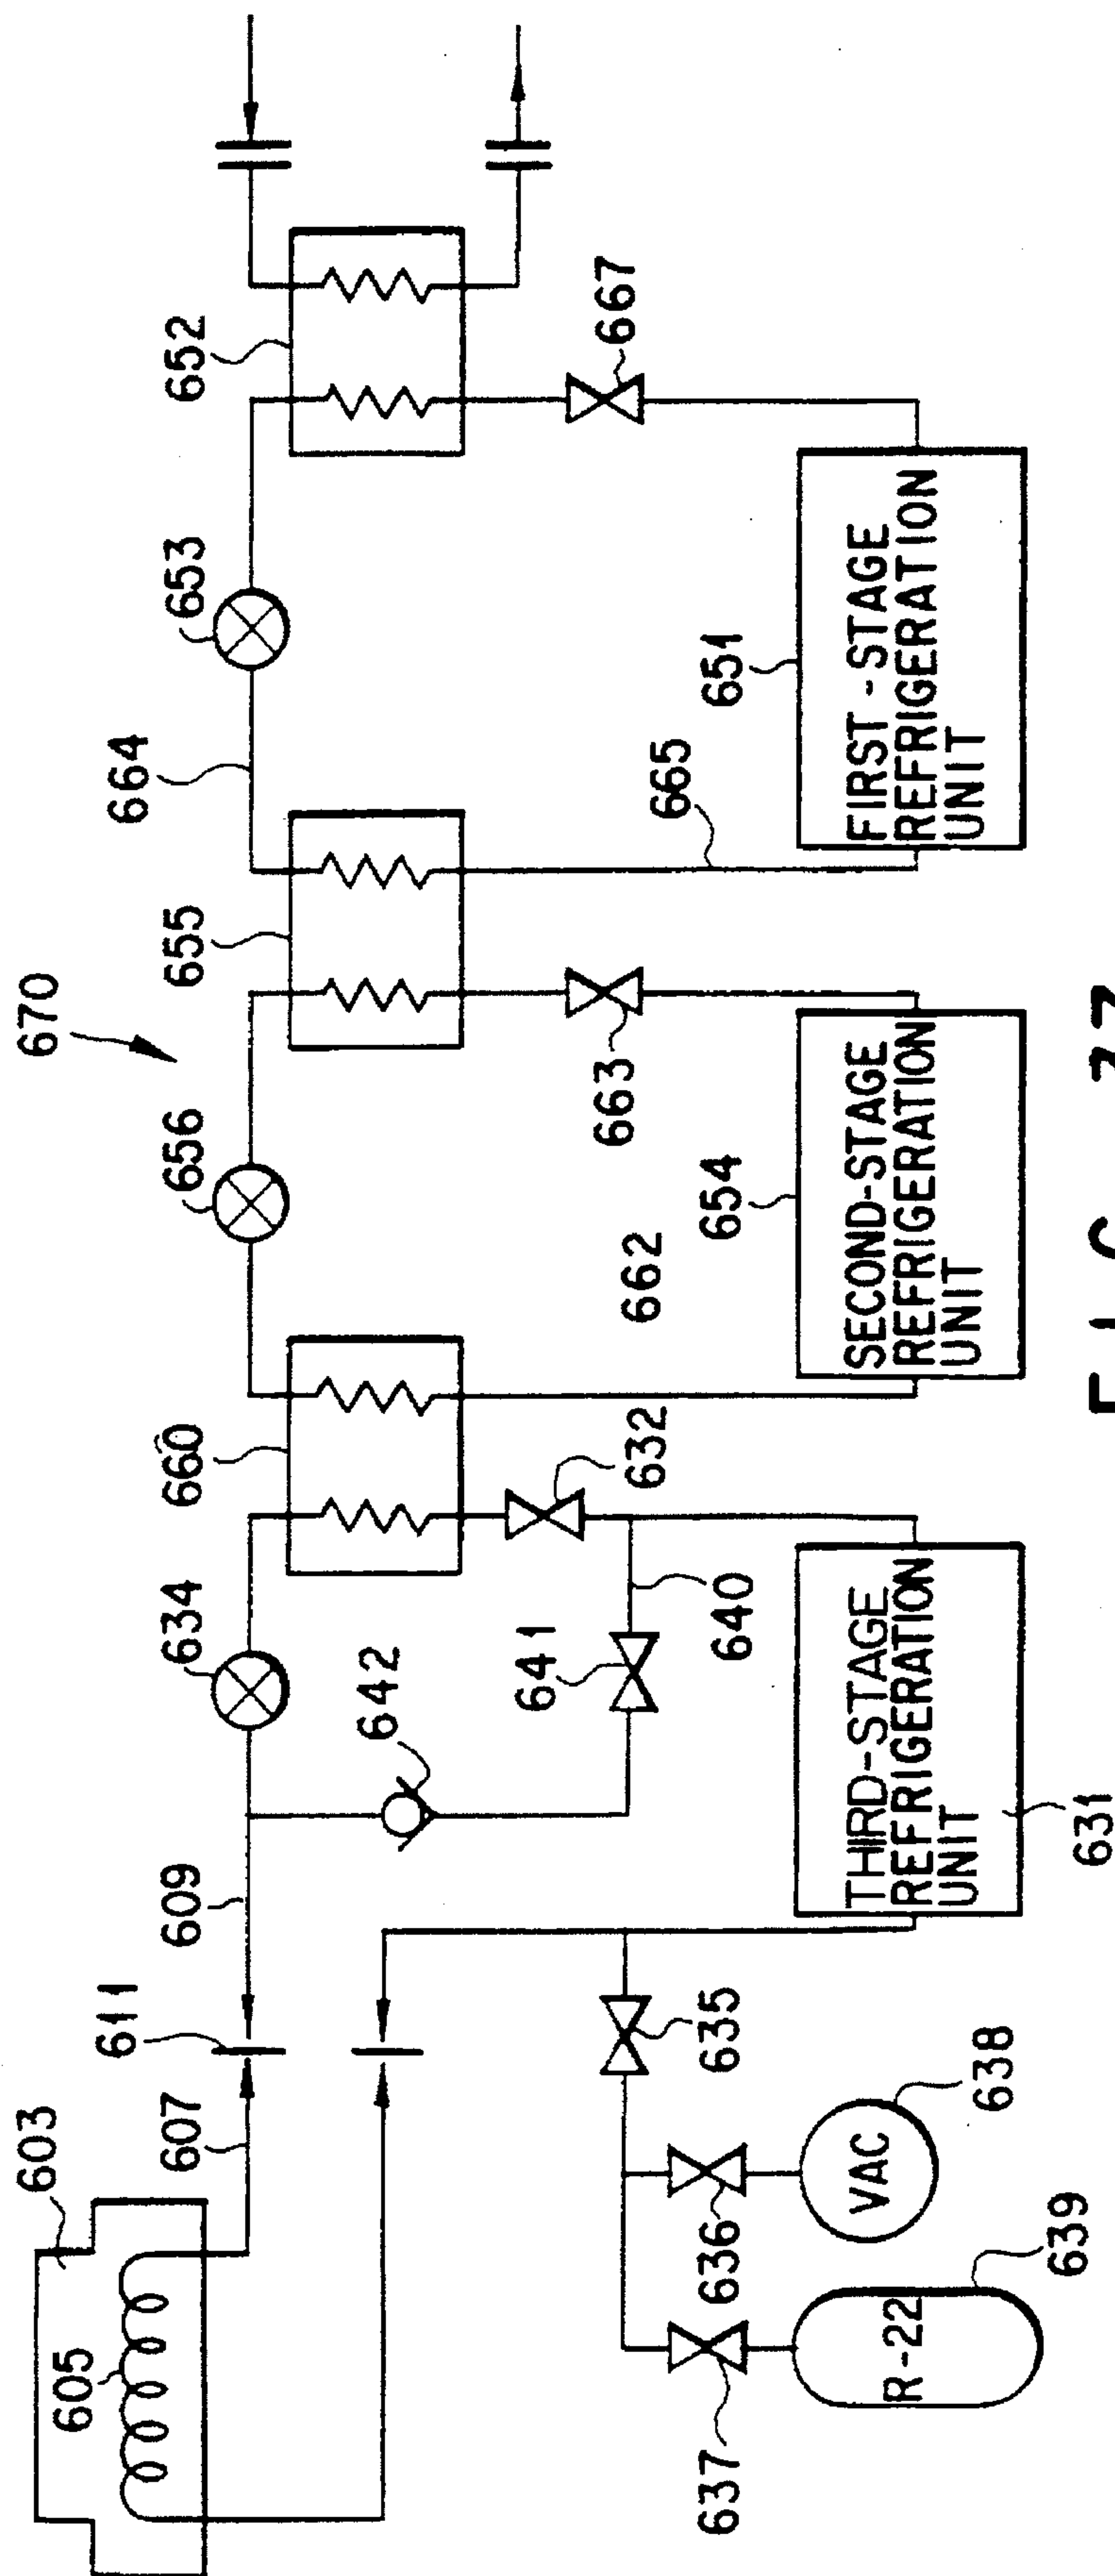 670
603
607
611
609
634
660
656
655
664
653
652
605
642
632
662
663
665
667
641
640
654
651
635
637
636
VAC
638
R-22
639
THIRD-STAGE
REFRIGERATION
UNIT
631
SECOND-STAGE
REFRIGERATION
UNIT
FIRST-STAGE
REFRIGERATION
UNIT